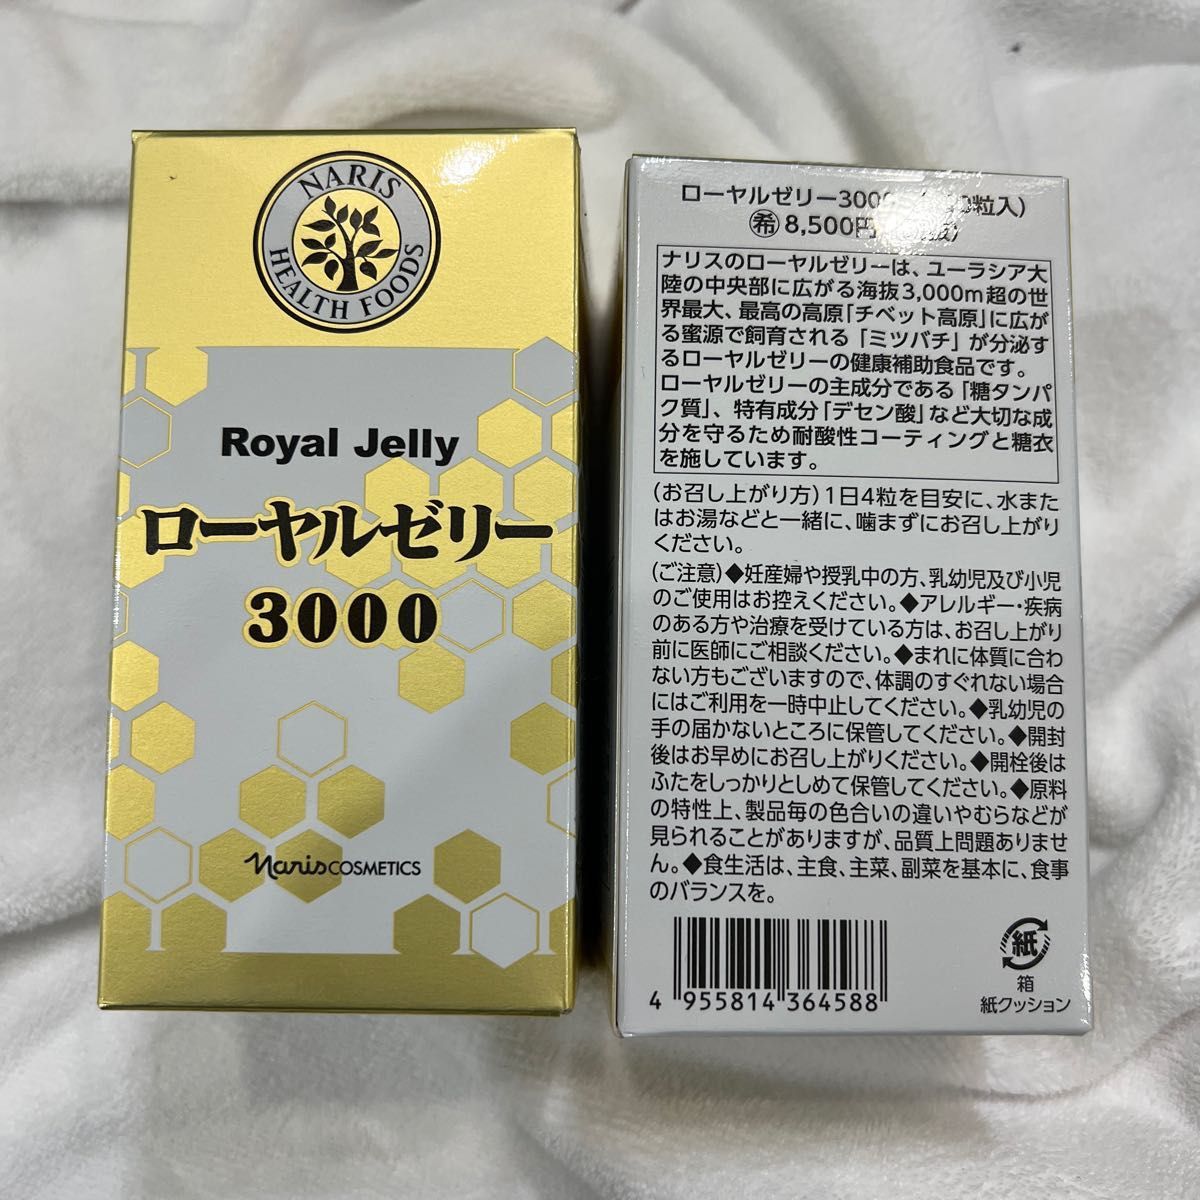 NARIS
HEALTH FOODS
Royal Jelly
ローヤルゼリー
3000
naris COSMETICS
ローヤルゼリー300 0粒入)
㊒8,500円
ナリスのローヤルゼリーは、ユーラシア大
陸の中央部に広がる海抜3,000m超の世
界最大、最高の高原「チベット高原」に広が
る蜜源で飼育される「ミツバチ」が分泌す
るローヤルゼリーの健康補助食品です。
ローヤルゼリーの主成分である「糖タンパ
ク質」、特有成分「デセン酸」など大切な成
分を守るため耐酸性コーティングと糖衣
を施しています。
(お召し上がり方)1日4粒を目安に、水また
はお湯などと一緒に、噛まずにお召し上がり
ください。
(ご注意)◆妊産婦や授乳中の方、乳幼児及び小児
のご使用はお控えください。◆アレルギー・疾病
のある方や治療を受けている方は、お召し上がり
前に医師にご相談ください。◆まれに体質に合わ
ない方もございますので、体調のすぐれない場合
にはご利用を一時中止してください。◆乳幼児の
手の届かないところに保管してください。◆開封
後はお早めにお召し上がりください。◆開栓後は
ふたをしっかりとしめて保管してください。◆原料
の特性上、製品毎の色合いの違いやむらなどが
見られることがありますが、品質上問題ありませ
ん。◆食生活は、主食、主菜、副菜を基本に、食事
のバランスを。
4 955814 364588
紙
箱
紙クッション